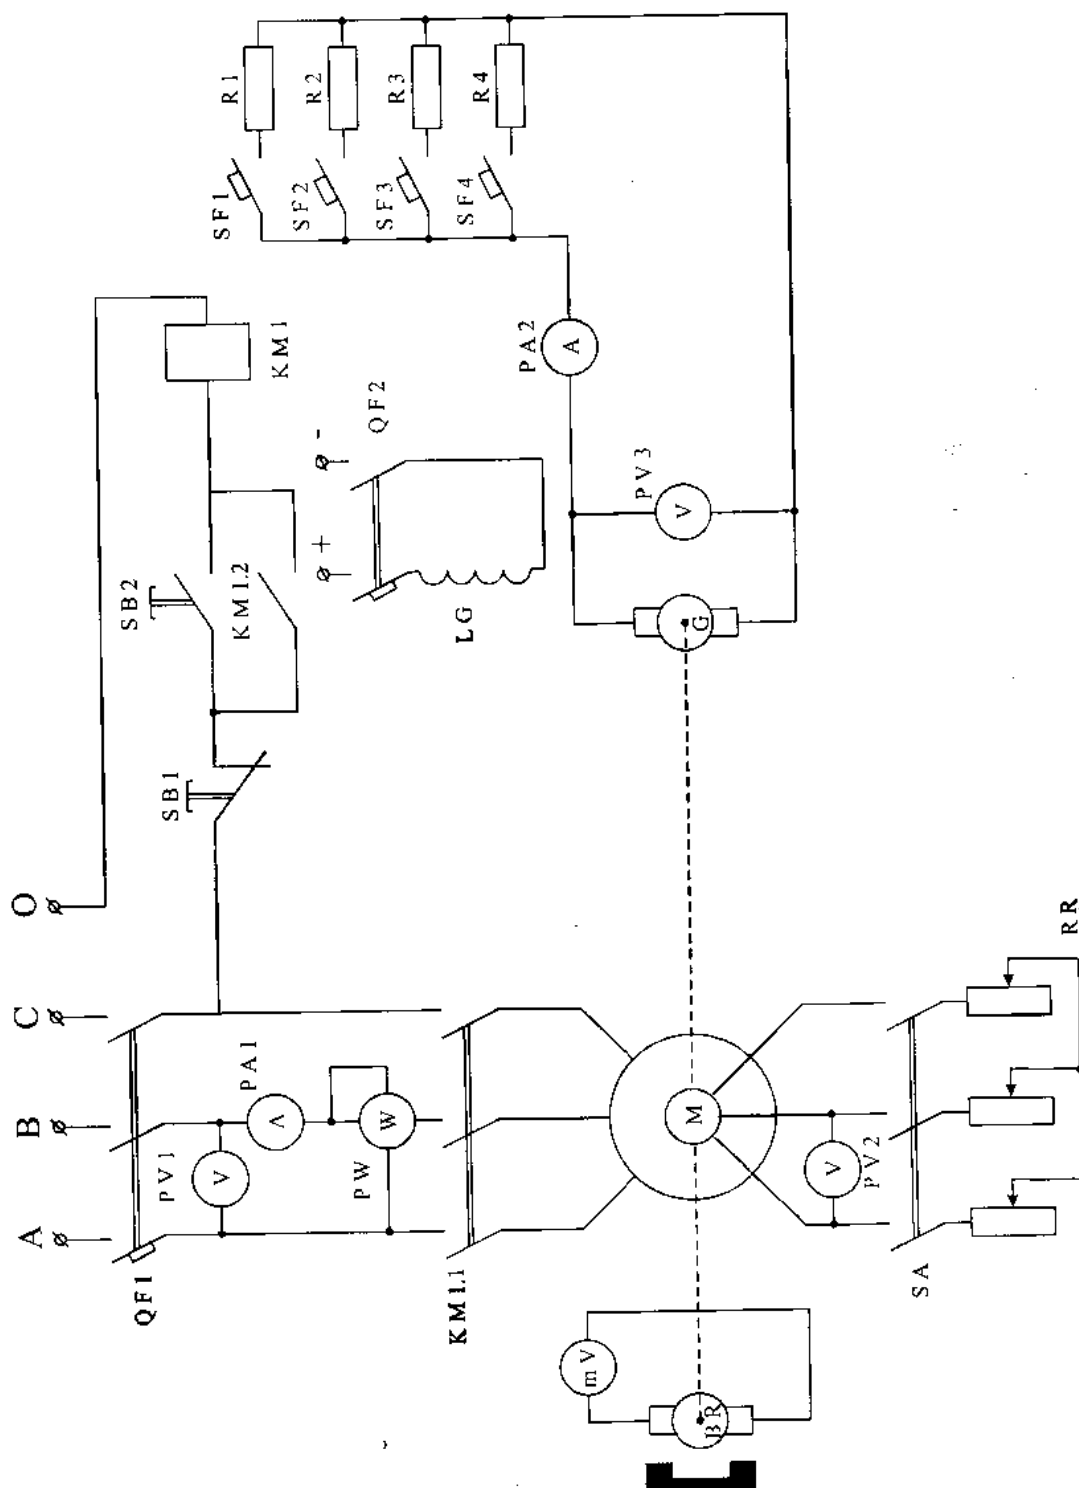 A
B
C
O
QF1
PV1
V
PA1
A
PW
W
KM1.1
SB1
SB2
KM1.2
KM1
+
-
QF2
LG
SF1
SF2
SF3
SF4
R1
R2
R3
R4
PA2
A
PV3
V
G
M
mV
BR
V
PV2
SA
RR